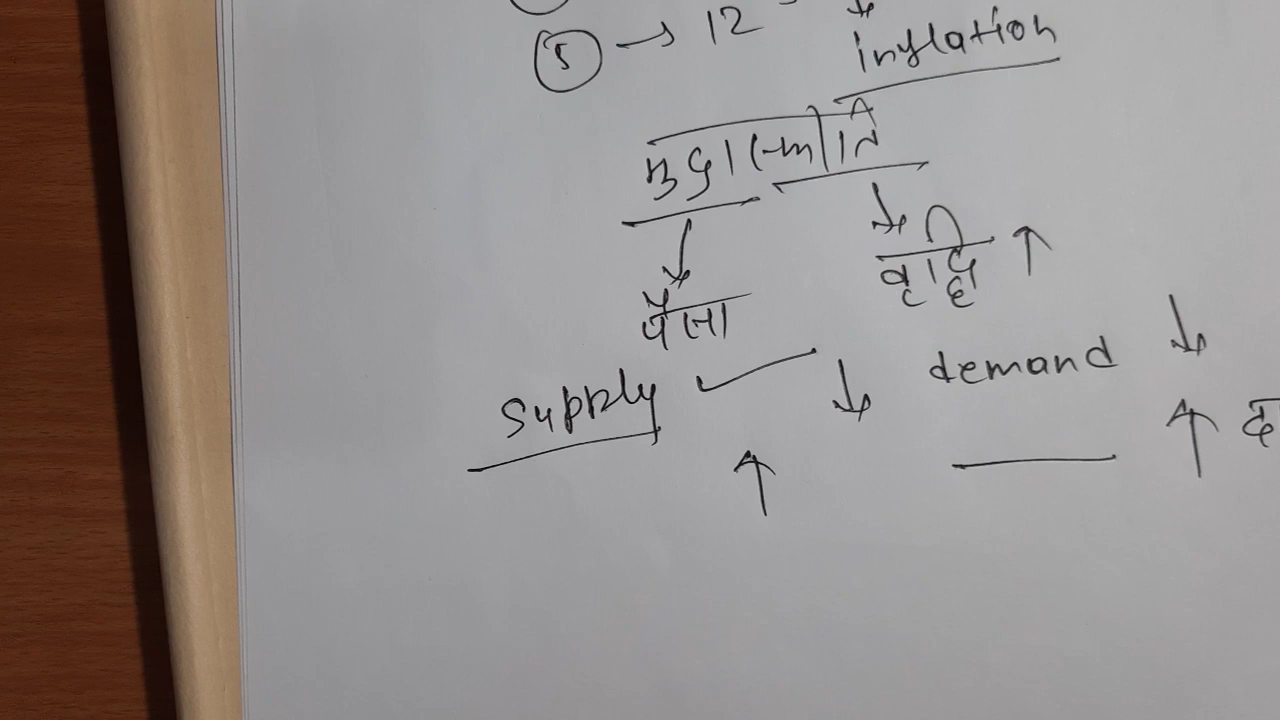 5 → 12 inflation
मुद्रास्फीति
पैसा वृद्धि ↑
supply ↓ demand ↓
↑ ↑